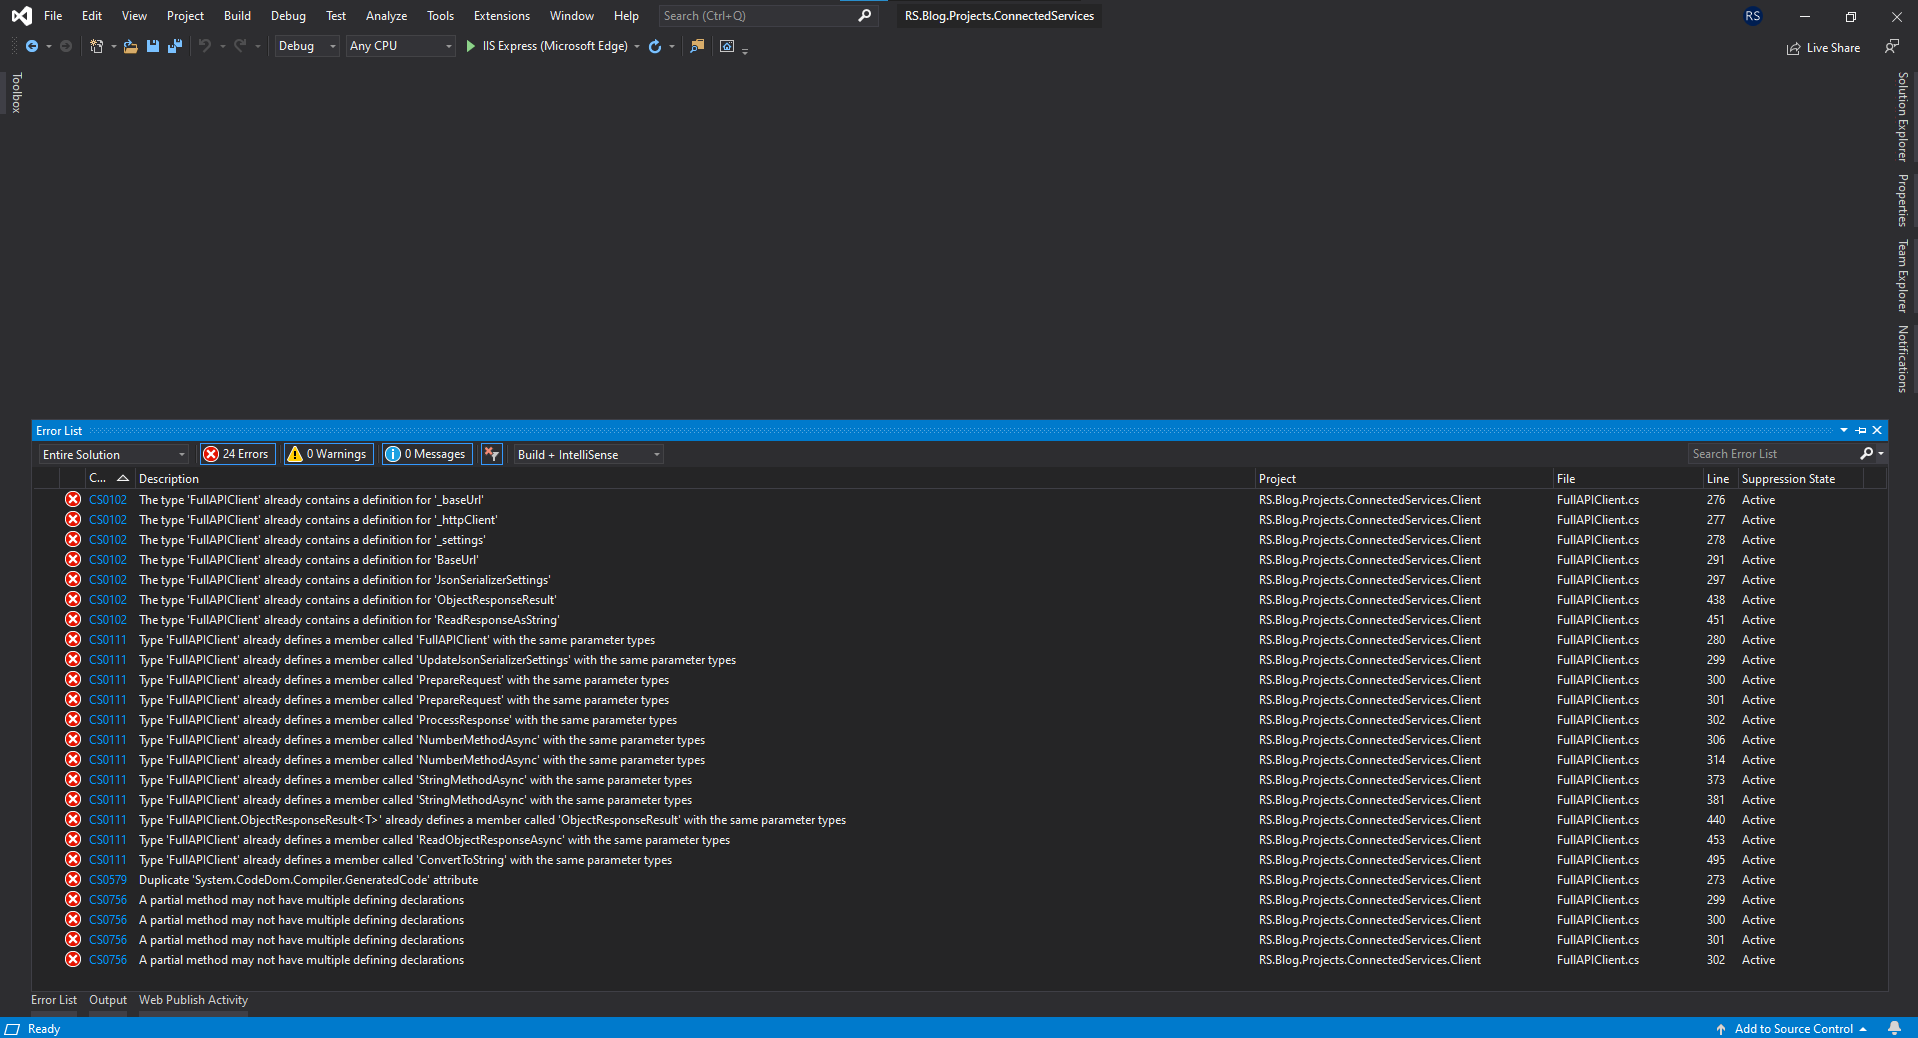 File Edit View Project Build Debug Test Analyze Tools Extensions Window Help Search (Ctrl+Q) RS.Blog.Projects.ConnectedServices RS
Debug Any CPU IIS Express (Microsoft Edge) Live Share
Toolbox
Solution Explorer
Properties
Team Explorer
Notifications
Error List
Entire Solution 24 Errors 0 Warnings 0 Messages Build + IntelliSense Search Error List
C... Description Project File Line Suppression State
CS0102 The type 'FullAPIClient' already contains a definition for '_baseUrl' RS.Blog.Projects.ConnectedServices.Client FullAPIClient.cs 276 Active
CS0102 The type 'FullAPIClient' already contains a definition for '_httpClient' RS.Blog.Projects.ConnectedServices.Client FullAPIClient.cs 277 Active
CS0102 The type 'FullAPIClient' already contains a definition for '_settings' RS.Blog.Projects.ConnectedServices.Client FullAPIClient.cs 278 Active
CS0102 The type 'FullAPIClient' already contains a definition for 'BaseUrl' RS.Blog.Projects.ConnectedServices.Client FullAPIClient.cs 291 Active
CS0102 The type 'FullAPIClient' already contains a definition for 'JsonSerializerSettings' RS.Blog.Projects.ConnectedServices.Client FullAPIClient.cs 297 Active
CS0102 The type 'FullAPIClient' already contains a definition for 'ObjectResponseResult' RS.Blog.Projects.ConnectedServices.Client FullAPIClient.cs 438 Active
CS0102 The type 'FullAPIClient' already contains a definition for 'ReadResponseAsString' RS.Blog.Projects.ConnectedServices.Client FullAPIClient.cs 451 Active
CS0111 Type 'FullAPIClient' already defines a member called 'FullAPIClient' with the same parameter types RS.Blog.Projects.ConnectedServices.Client FullAPIClient.cs 280 Active
CS0111 Type 'FullAPIClient' already defines a member called 'UpdateJsonSerializerSettings' with the same parameter types RS.Blog.Projects.ConnectedServices.Client FullAPIClient.cs 299 Active
CS0111 Type 'FullAPIClient' already defines a member called 'PrepareRequest' with the same parameter types RS.Blog.Projects.ConnectedServices.Client FullAPIClient.cs 300 Active
CS0111 Type 'FullAPIClient' already defines a member called 'PrepareRequest' with the same parameter types RS.Blog.Projects.ConnectedServices.Client FullAPIClient.cs 301 Active
CS0111 Type 'FullAPIClient' already defines a member called 'ProcessResponse' with the same parameter types RS.Blog.Projects.ConnectedServices.Client FullAPIClient.cs 302 Active
CS0111 Type 'FullAPIClient' already defines a member called 'NumberMethodAsync' with the same parameter types RS.Blog.Projects.ConnectedServices.Client FullAPIClient.cs 306 Active
CS0111 Type 'FullAPIClient' already defines a member called 'NumberMethodAsync' with the same parameter types RS.Blog.Projects.ConnectedServices.Client FullAPIClient.cs 314 Active
CS0111 Type 'FullAPIClient' already defines a member called 'StringMethodAsync' with the same parameter types RS.Blog.Projects.ConnectedServices.Client FullAPIClient.cs 373 Active
CS0111 Type 'FullAPIClient' already defines a member called 'StringMethodAsync' with the same parameter types RS.Blog.Projects.ConnectedServices.Client FullAPIClient.cs 381 Active
CS0111 Type 'FullAPIClient.ObjectResponseResult<T>' already defines a member called 'ObjectResponseResult' with the same parameter types RS.Blog.Projects.ConnectedServices.Client FullAPIClient.cs 440 Active
CS0111 Type 'FullAPIClient' already defines a member called 'ReadObjectResponseAsync' with the same parameter types RS.Blog.Projects.ConnectedServices.Client FullAPIClient.cs 453 Active
CS0111 Type 'FullAPIClient' already defines a member called 'ConvertToString' with the same parameter types RS.Blog.Projects.ConnectedServices.Client FullAPIClient.cs 495 Active
CS0579 Duplicate 'System.CodeDom.Compiler.GeneratedCode' attribute RS.Blog.Projects.ConnectedServices.Client FullAPIClient.cs 273 Active
CS0756 A partial method may not have multiple defining declarations RS.Blog.Projects.ConnectedServices.Client FullAPIClient.cs 299 Active
CS0756 A partial method may not have multiple defining declarations RS.Blog.Projects.ConnectedServices.Client FullAPIClient.cs 300 Active
CS0756 A partial method may not have multiple defining declarations RS.Blog.Projects.ConnectedServices.Client FullAPIClient.cs 301 Active
CS0756 A partial method may not have multiple defining declarations RS.Blog.Projects.ConnectedServices.Client FullAPIClient.cs 302 Active
Error List Output Web Publish Activity
Ready Add to Source Control